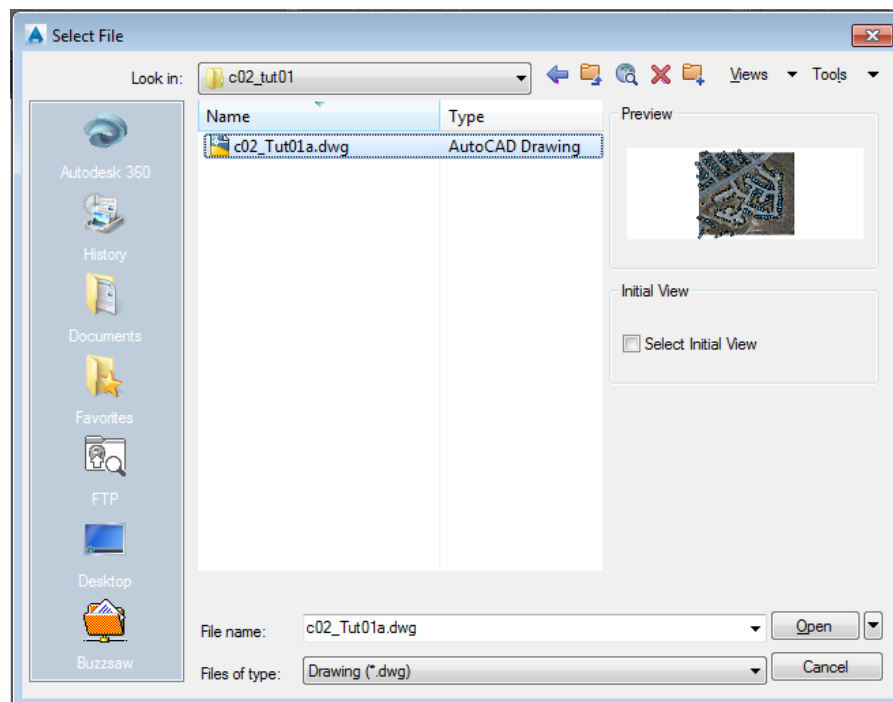 Select File
Look in:
c02_tut01
Views
Tools
Autodesk 360
History
Documents
Favorites
FTP
Desktop
Buzzsaw
Name
Type
c02_Tut01a.dwg
AutoCAD Drawing
Preview
Initial View
Select Initial View
File name:
c02_Tut01a.dwg
Open
Files of type:
Drawing (*.dwg)
Cancel